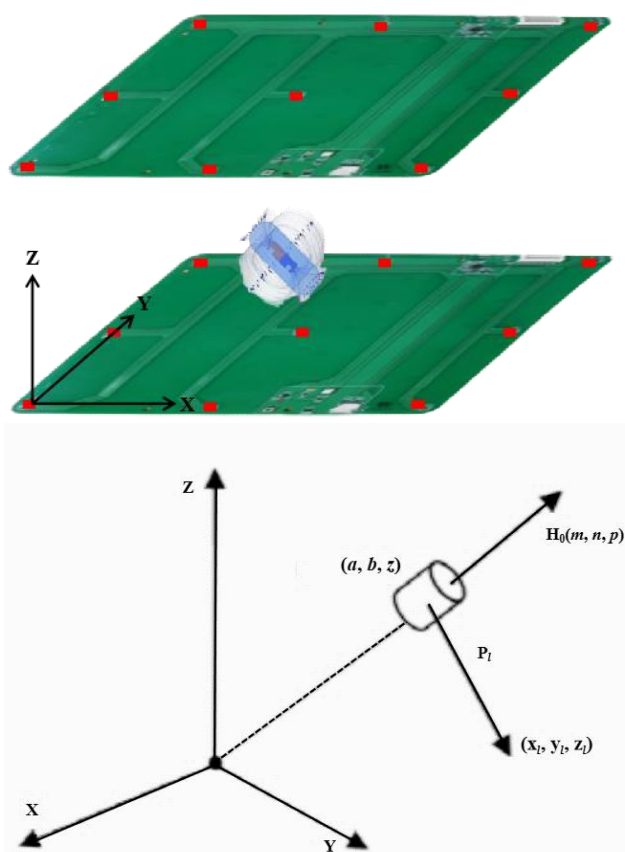 Z
Y
X
Z
H₀(m, n, p)
(a, b, z)
Pₗ
(xₗ, yₗ, zₗ)
X
Y